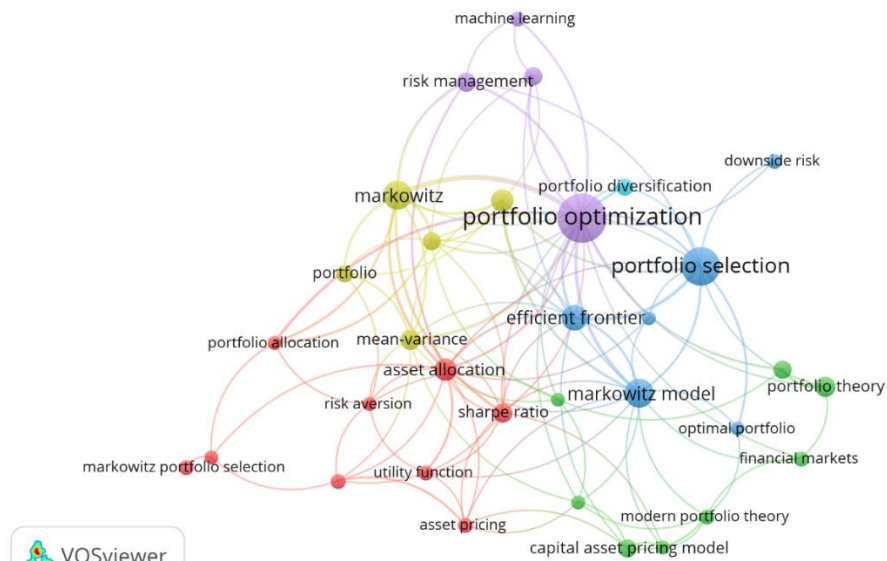 machine learning
risk management
downside risk
portfolio diversification
markowitz
portfolio optimization
portfolio selection
portfolio
efficient frontier
mean-variance
portfolio allocation
asset allocation
markowitz model
portfolio theory
risk aversion
sharpe ratio
optimal portfolio
financial markets
markowitz portfolio selection
utility function
modern portfolio theory
asset pricing
capital asset pricing model
VOSviewer